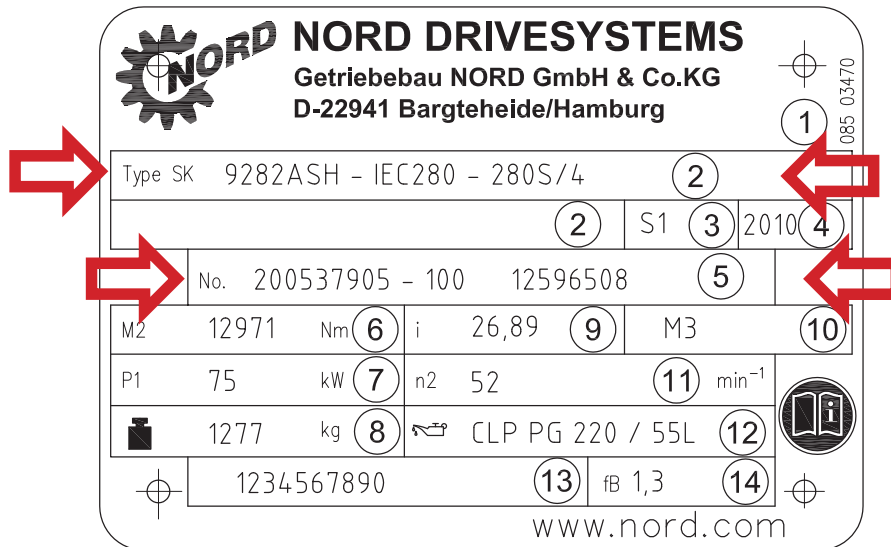 NORD
NORD DRIVESYSTEMS
Getriebebau NORD GmbH & Co.KG
D-22941 Bargteheide/Hamburg
1
085 03470
Type SK 9282ASH - IEC280 - 280S/4 2
2 S1 3 2010 4
No. 200537905 - 100 12596508 5
M2 12971 Nm 6 i 26,89 9 M3 10
P1 75 kW 7 n2 52 11 min⁻¹
1277 kg 8 CLP PG 220 / 55L 12
i
1234567890 13 fB 1,3 14
www.nord.com